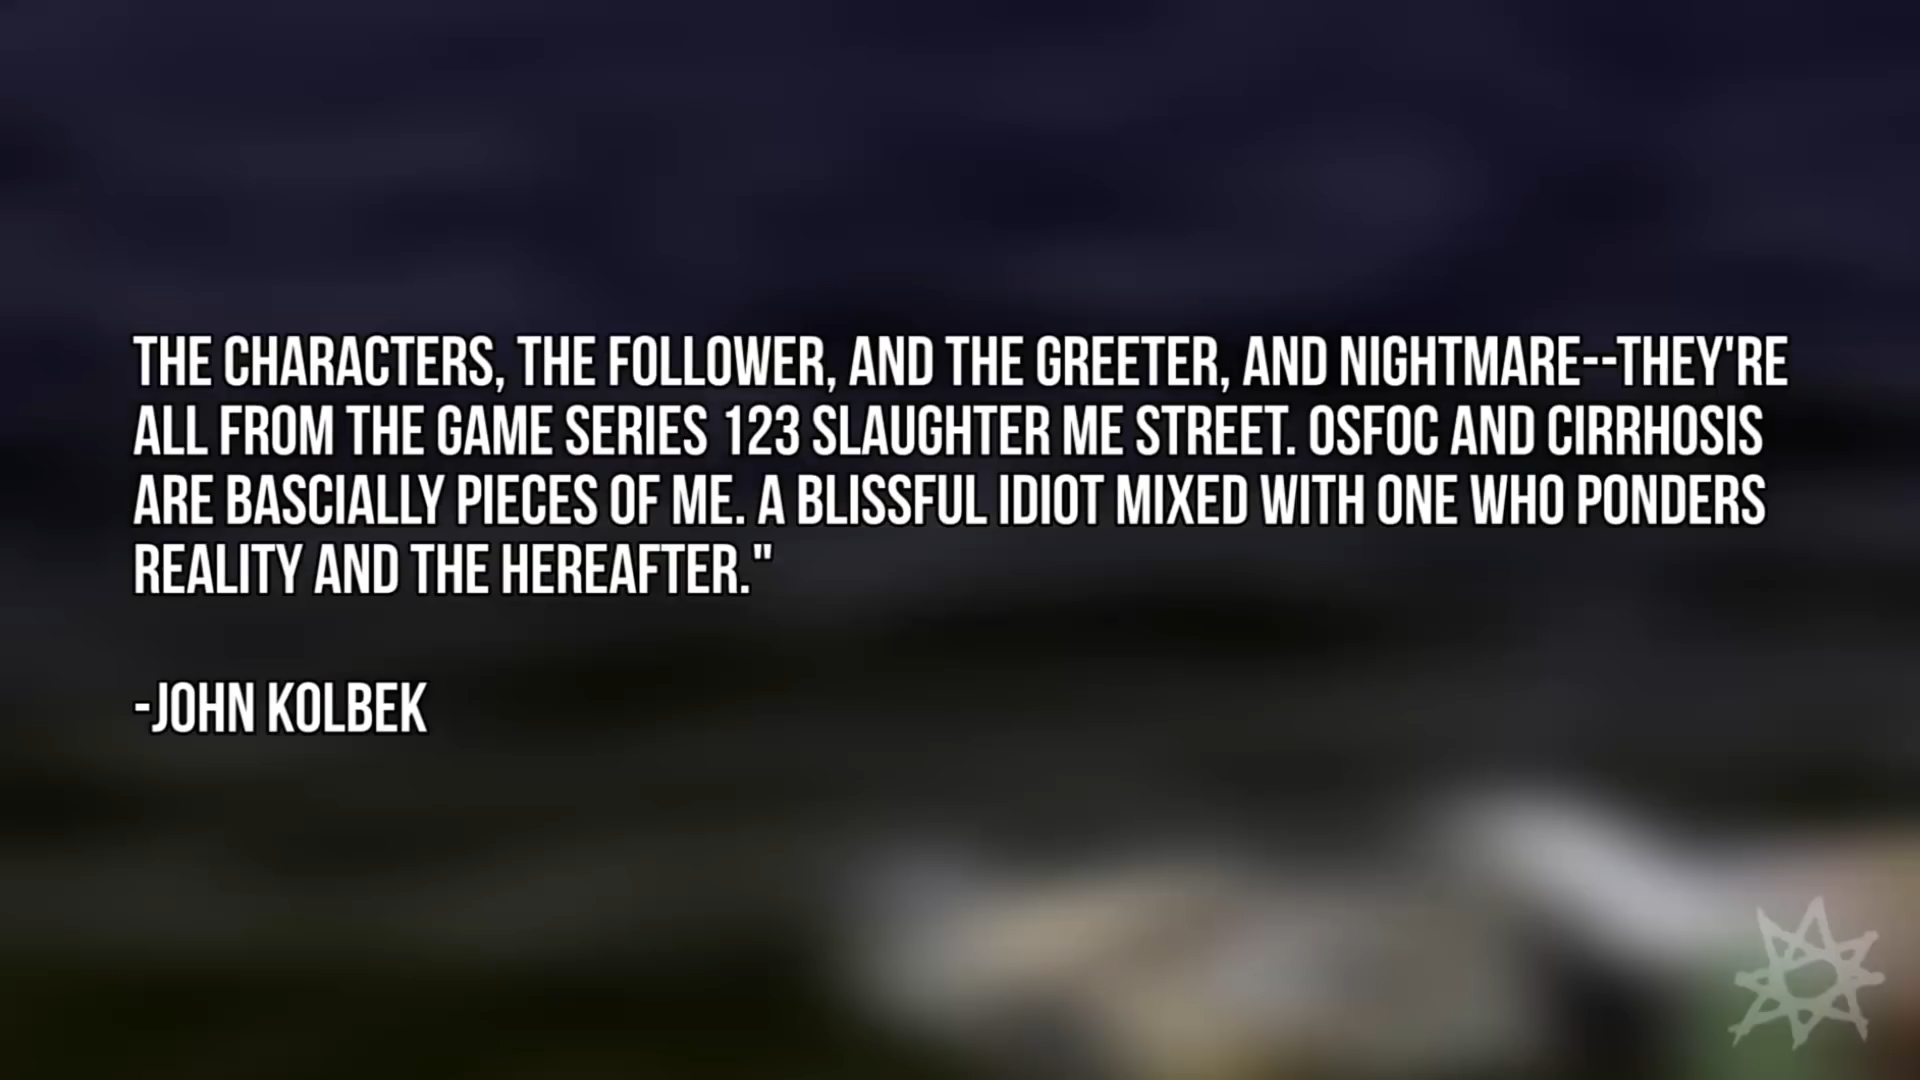 THE CHARACTERS, THE FOLLOWER, AND THE GREETER, AND NIGHTMARE--THEY'RE
ALL FROM THE GAME SERIES 123 SLAUGHTER ME STREET. OSFOC AND CIRRHOSIS
ARE BASCIALLY PIECES OF ME. A BLISSFUL IDIOT MIXED WITH ONE WHO PONDERS
REALITY AND THE HEREAFTER."
-JOHN KOLBEK